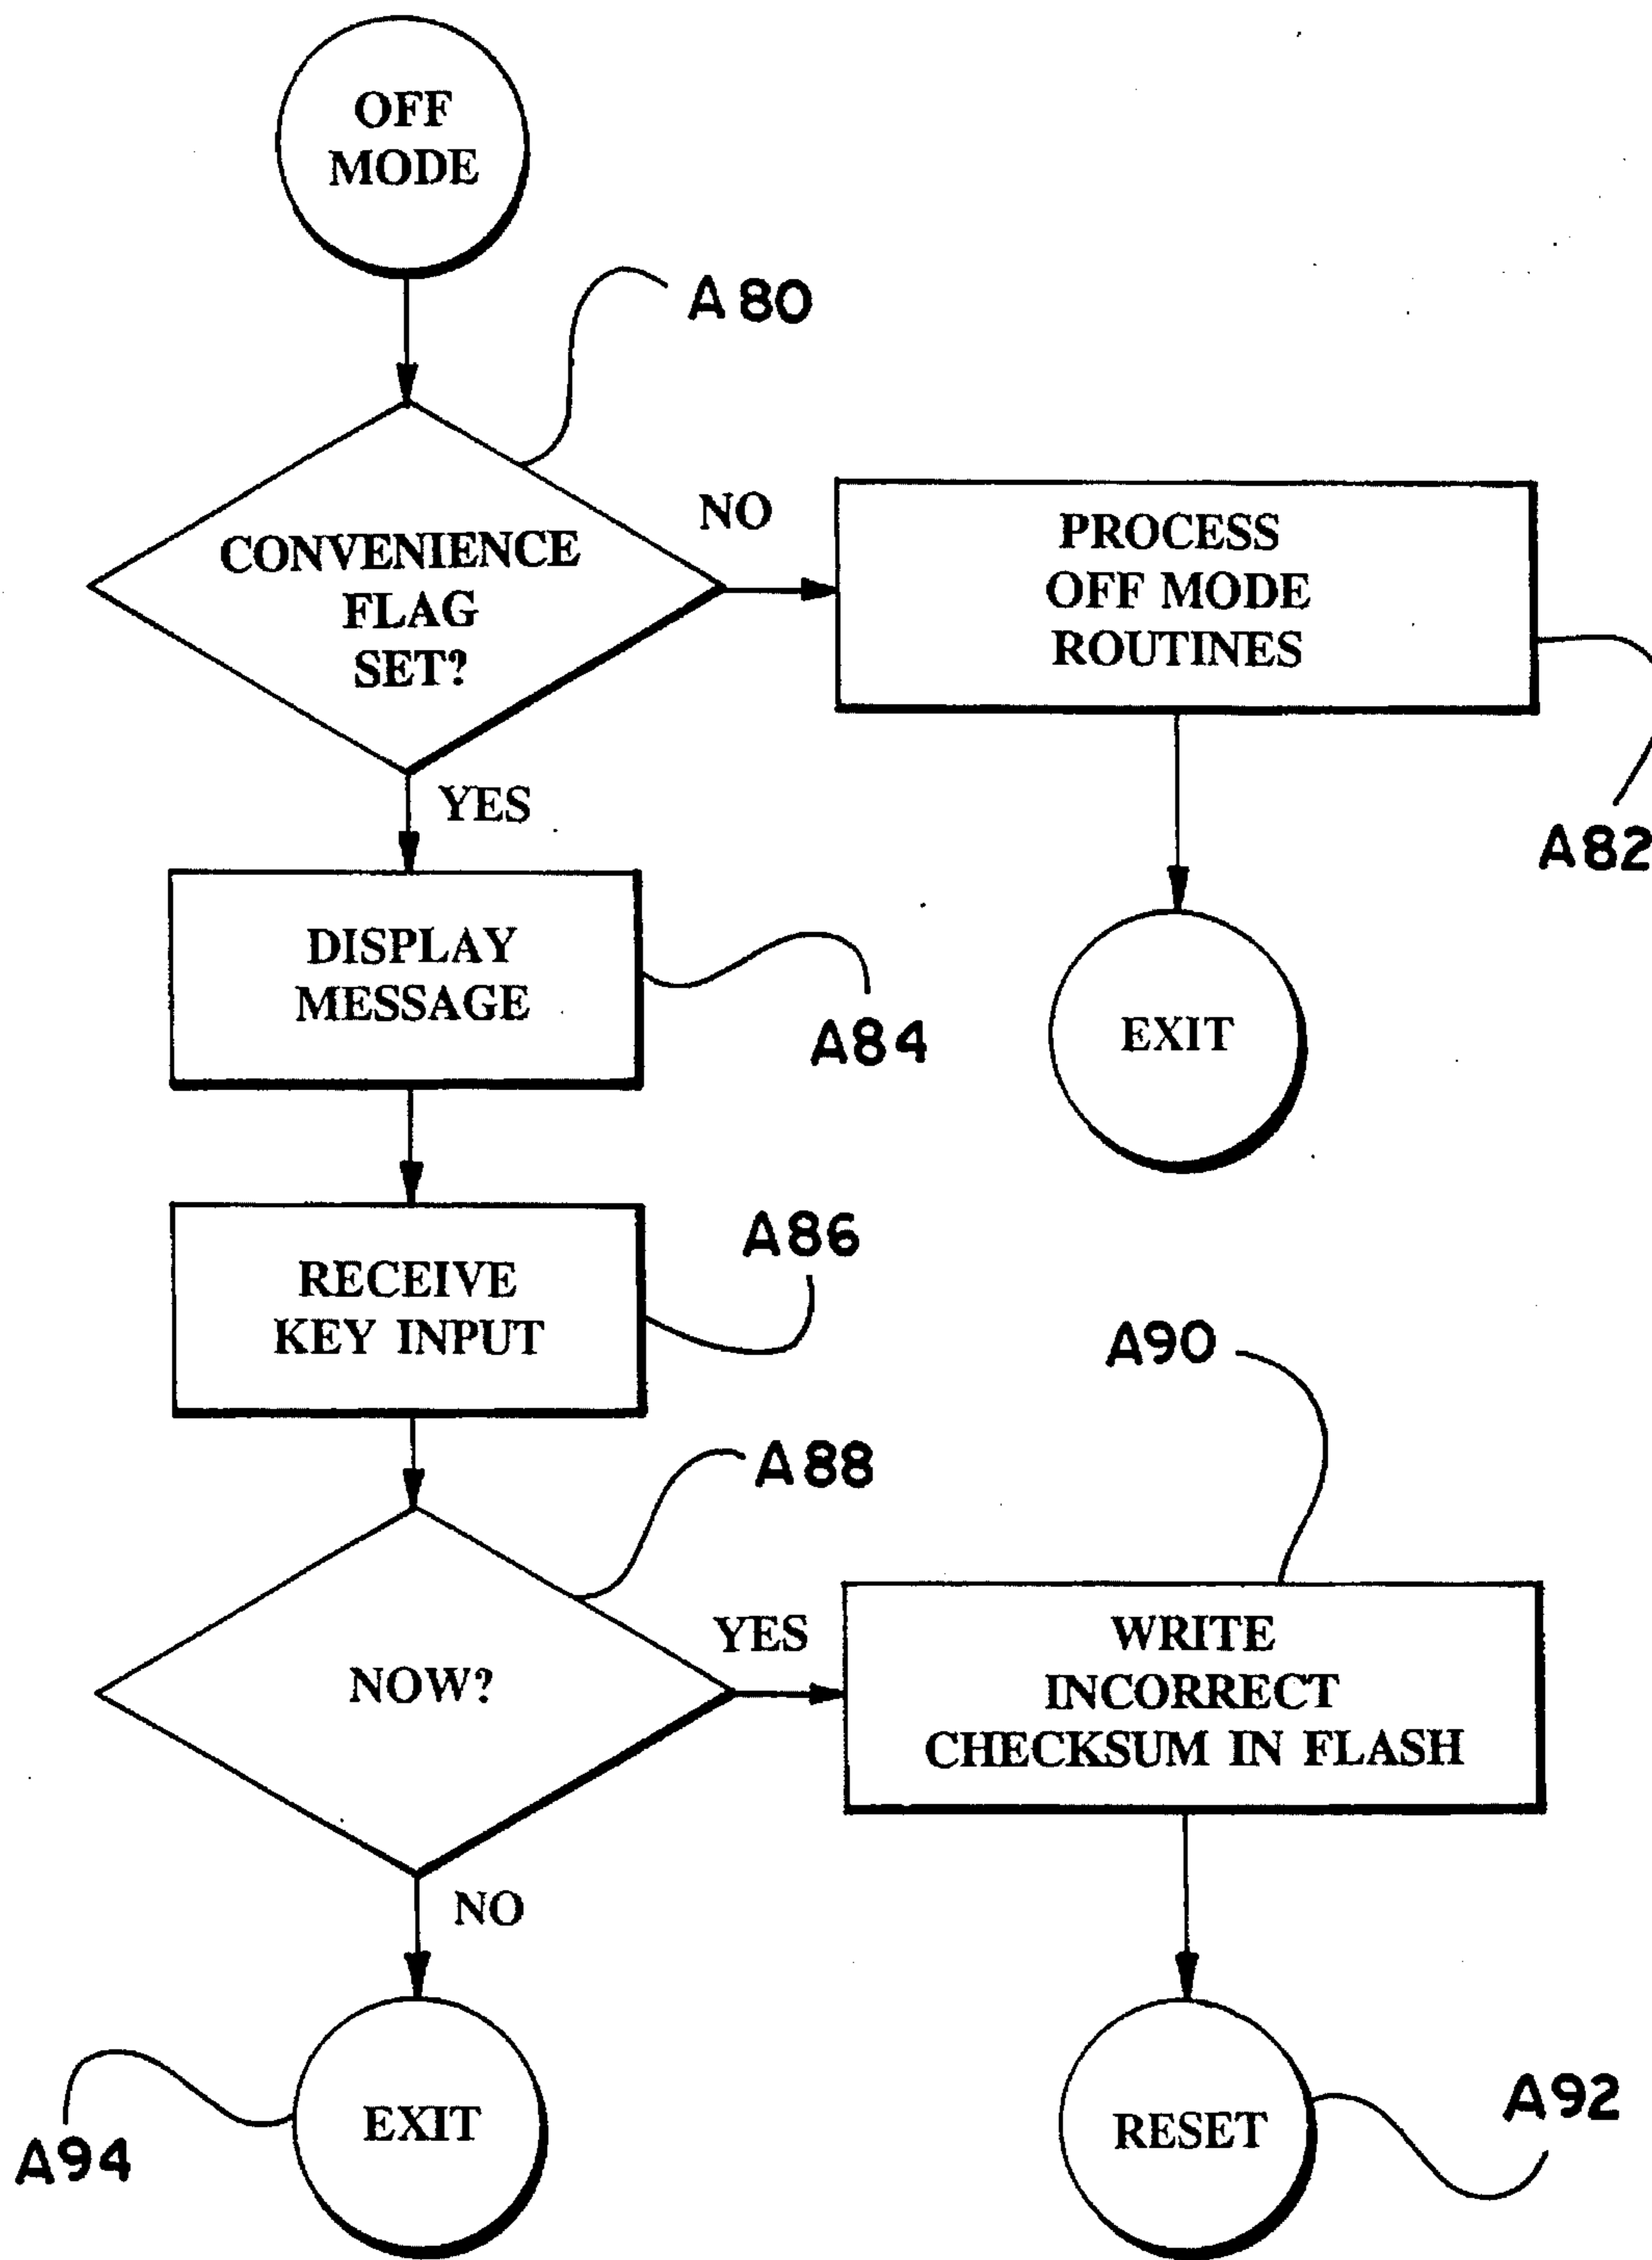 OFF
MODE
A80
CONVENIENCE
FLAG
SET?
NO
PROCESS
OFF MODE
ROUTINES
A82
YES
DISPLAY
MESSAGE
A84
EXIT
RECEIVE
KEY INPUT
A86
A90
A88
NOW?
YES
WRITE
INCORRECT
CHECKSUM IN FLASH
NO
EXIT
A94
RESET
A92